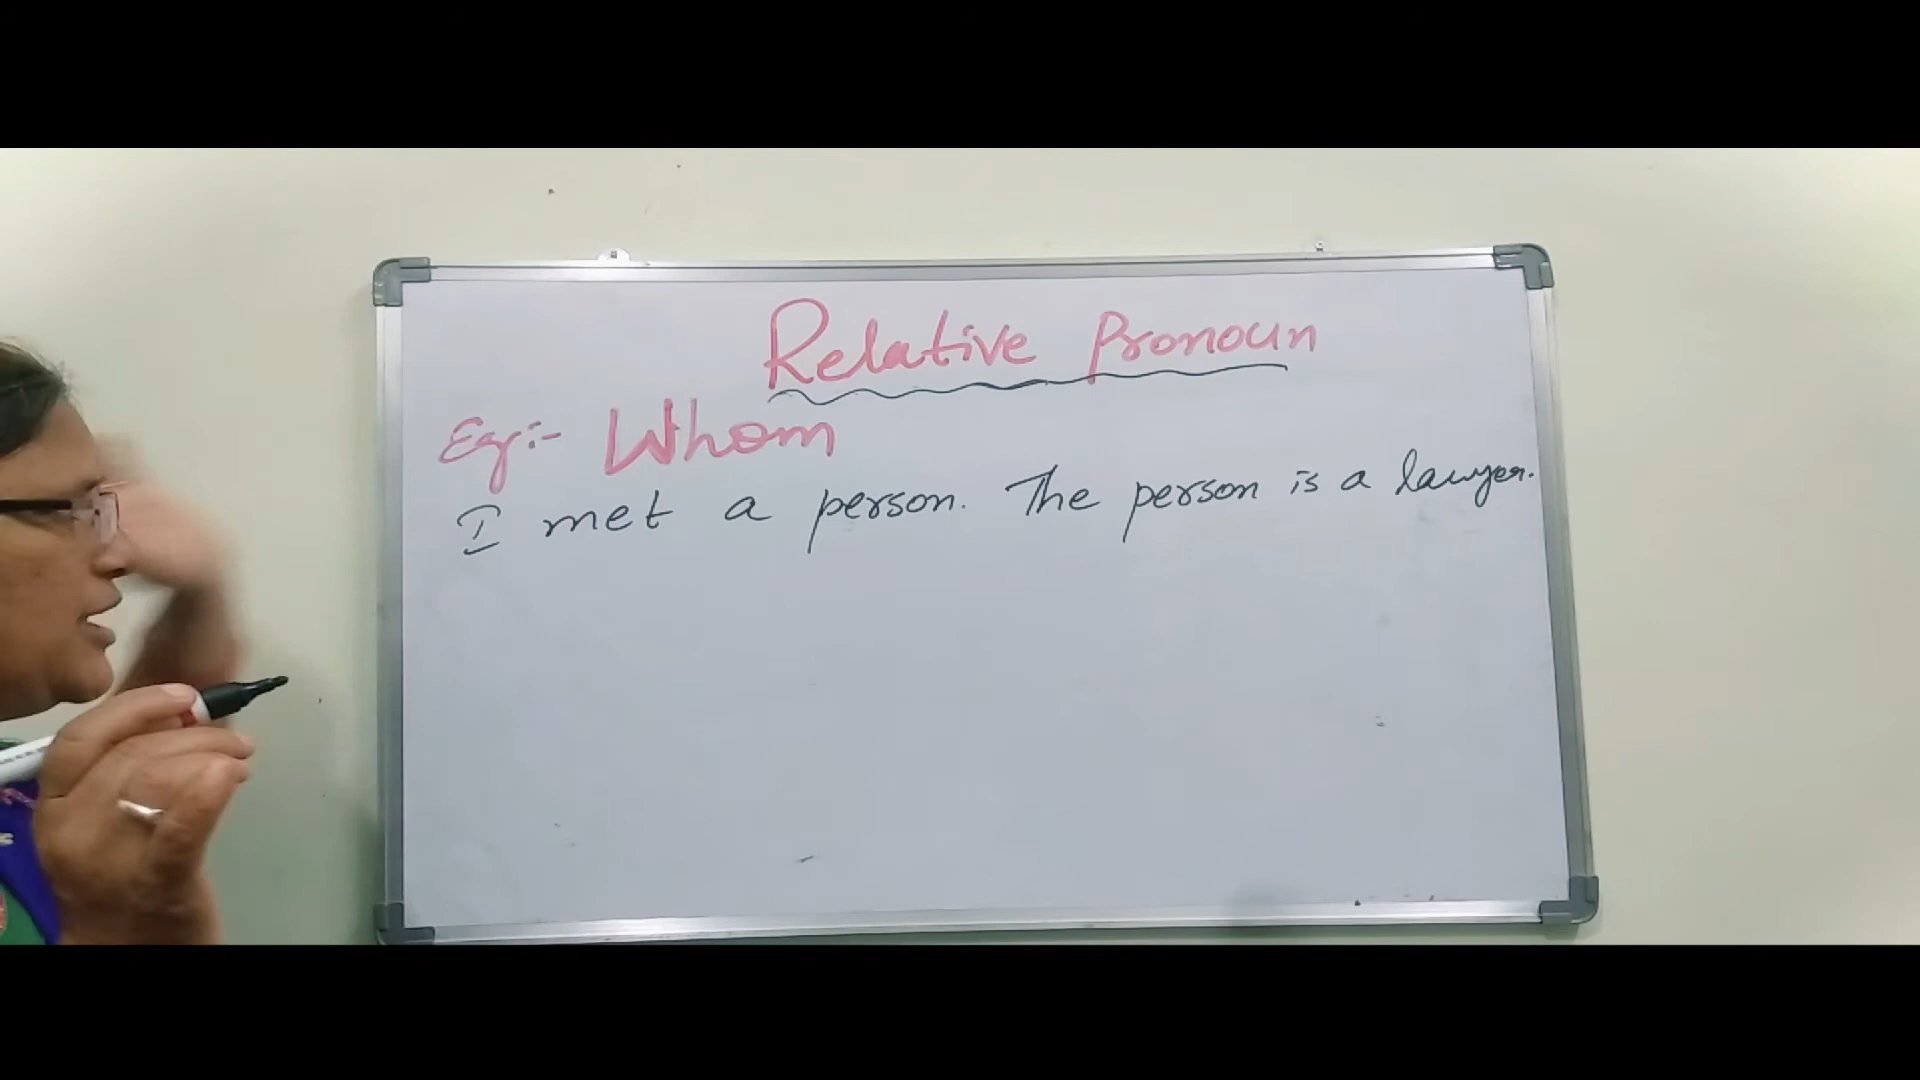 Relative Pronoun
Eg:- Whom
I met a person. The person is a lawyer.